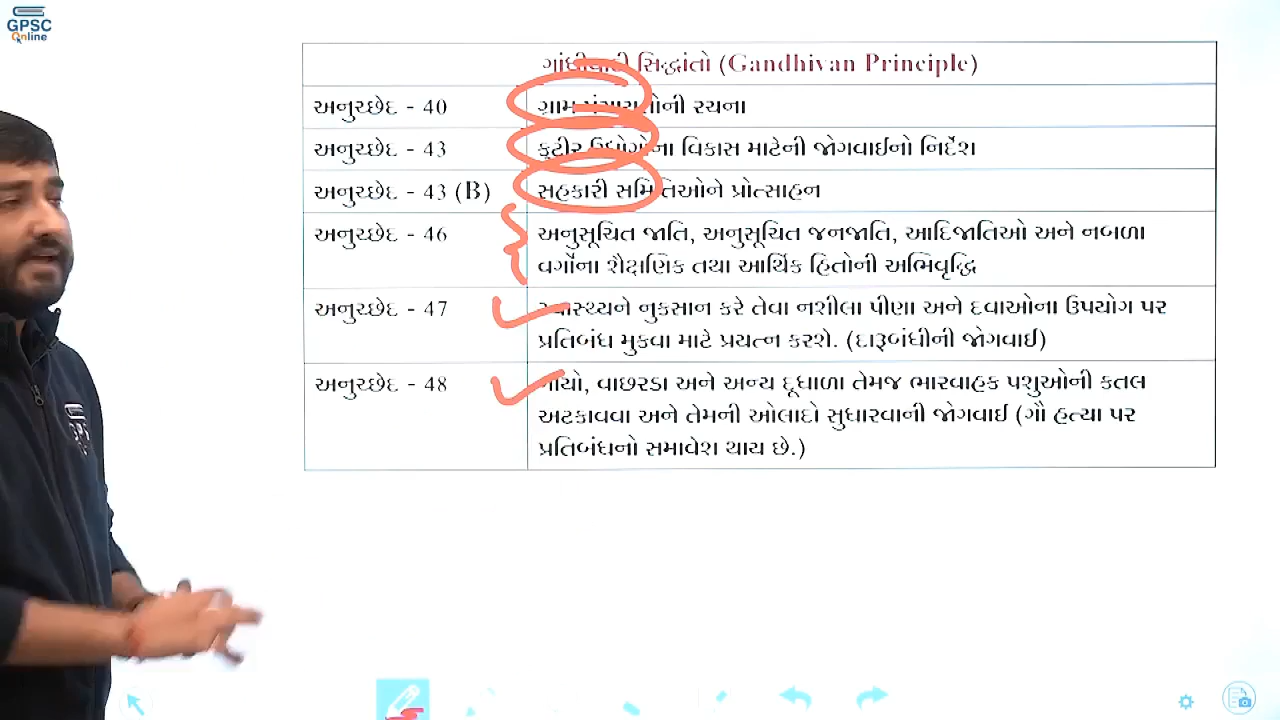 GPSC
Online
ગાંધીવાદી સિદ્ધાંતો (Gandhivan Principle)
અનુચ્છેદ - 40 ગ્રામ પંચાયતોની રચના
અનુચ્છેદ - 43 કુટીર ઉદ્યોગોના વિકાસ માટેની જોગવાઈનો નિર્દેશ
અનુચ્છેદ - 43 (B) સહકારી સમિતિઓને પ્રોત્સાહન
અનુચ્છેદ - 46 અનુસૂચિત જાતિ, અનુસૂચિત જનજાતિ, આદિજાતિઓ અને નબળા
વર્ગોના શૈક્ષણિક તથા આર્થિક હિતોની અભિવૃદ્ધિ
અનુચ્છેદ - 47 સ્વાસ્થ્યને નુકસાન કરે તેવા નશીલા પીણા અને દવાઓના ઉપયોગ પર
પ્રતિબંધ મુકવા માટે પ્રયત્ન કરશે. (દારૂબંધીની જોગવાઈ)
અનુચ્છેદ - 48 ગાયો, વાછરડા અને અન્ય દૂધાળા તેમજ ભારવાહક પશુઓની કતલ
અટકાવવા અને તેમની ઓલાદો સુધારવાની જોગવાઈ (ગૌ હત્યા પર
પ્રતિબંધનો સમાવેશ થાય છે.)